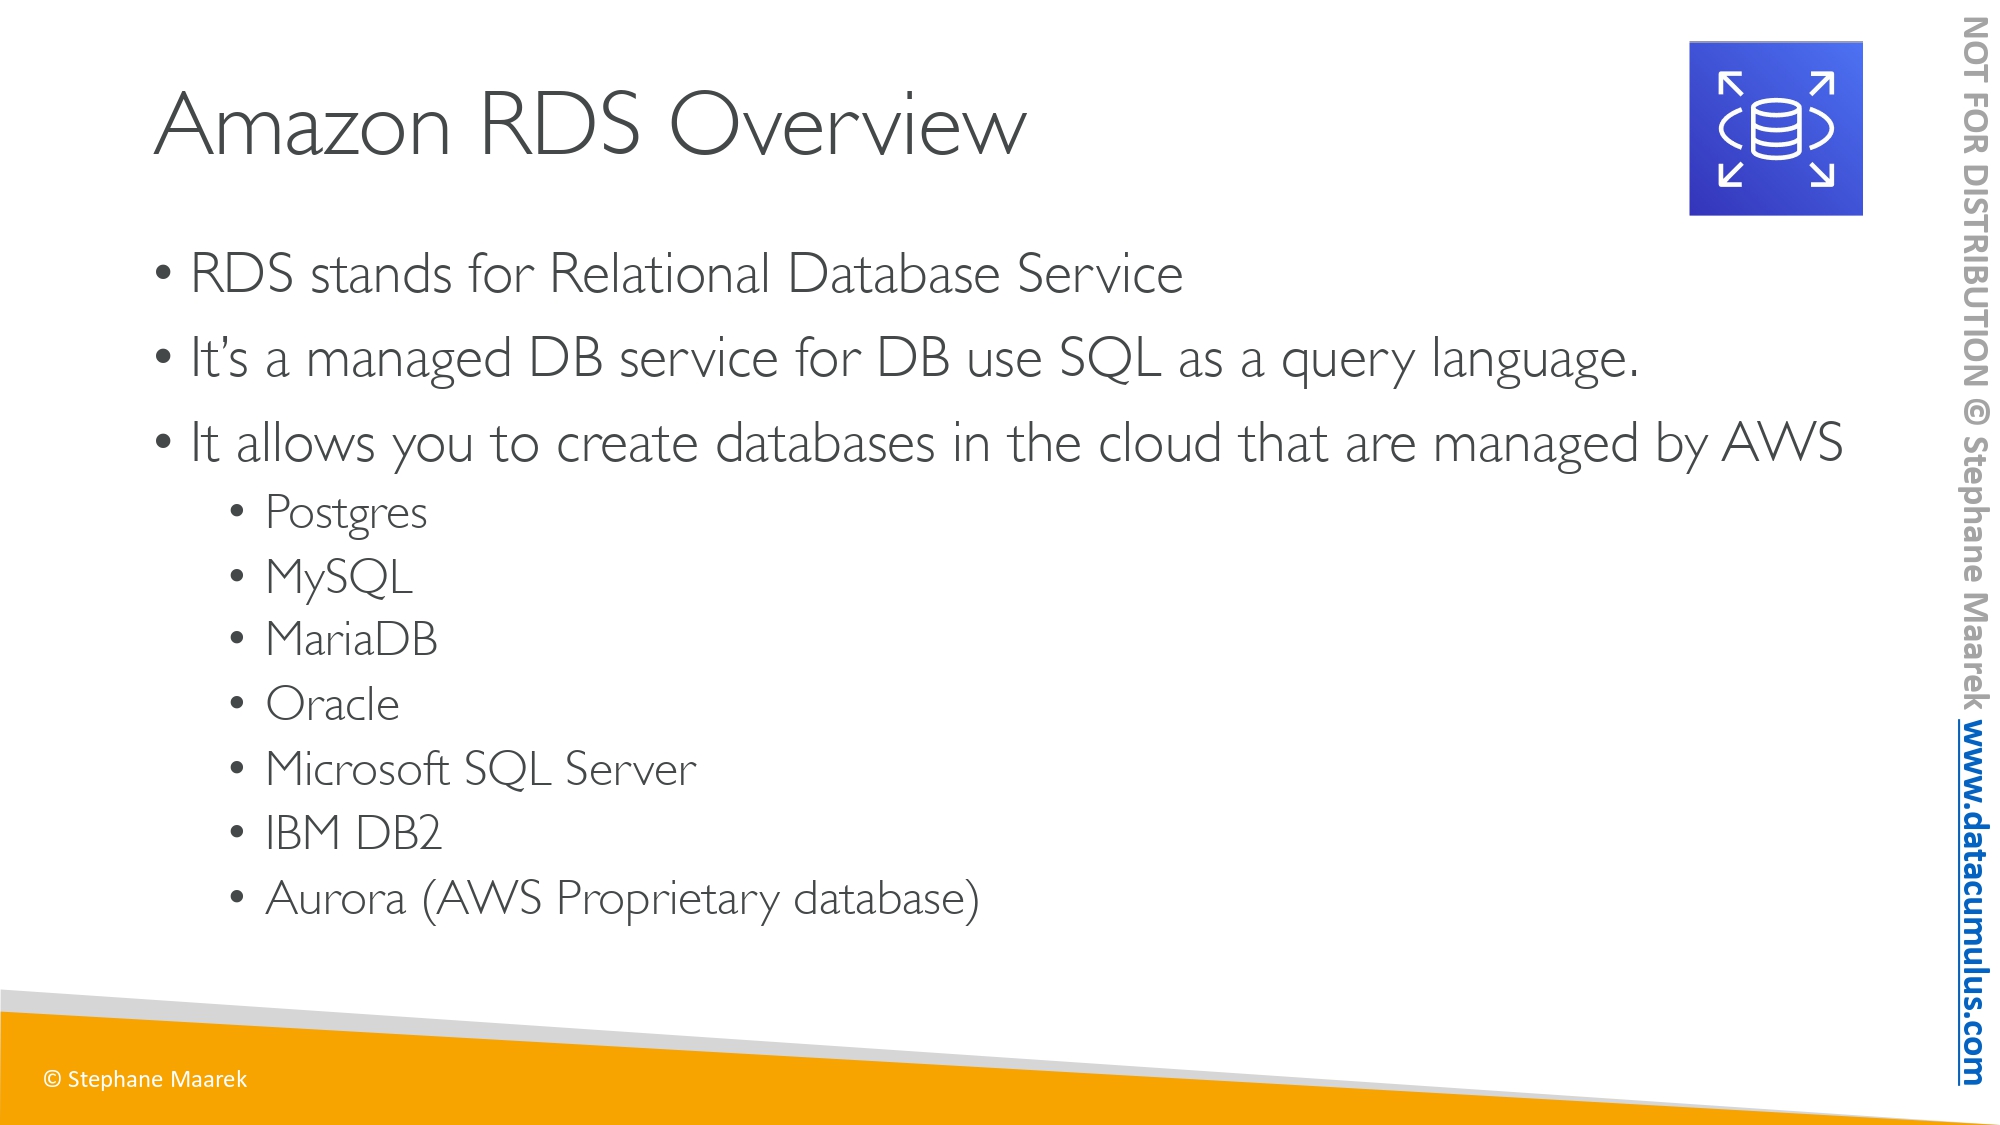 Amazon RDS Overview
• RDS stands for Relational Database Service
• It’s a managed DB service for DB use SQL as a query language.
• It allows you to create databases in the cloud that are managed by AWS
• Postgres
• MySQL
• MariaDB
• Oracle
• Microsoft SQL Server
• IBM DB2
• Aurora (AWS Proprietary database)
© Stephane Maarek
NOT FOR DISTRIBUTION © Stephane Maarek www.datacumulus.com